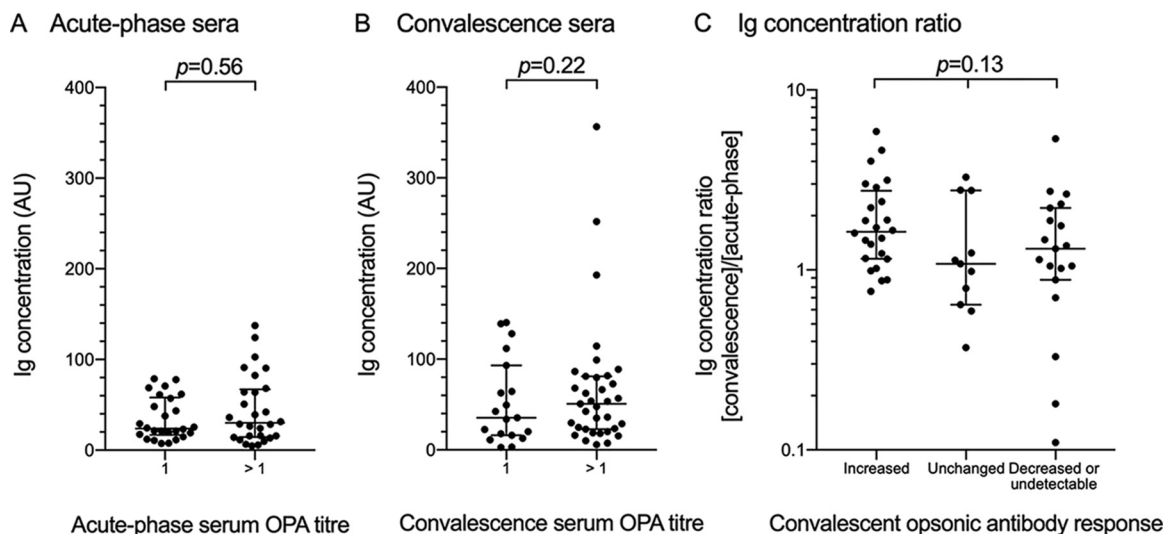 A Acute-phase sera
p=0.56
Ig concentration (AU)
400
300
200
100
0
1
> 1
Acute-phase serum OPA titre
B Convalescence sera
p=0.22
Ig concentration (AU)
400
300
200
100
0
1
> 1
Convalescence serum OPA titre
C Ig concentration ratio
p=0.13
Ig concentration ratio
[convalescence]/[acute-phase]
10
1
0.1
Increased
Unchanged
Decreased or
undetectable
Convalescent opsonic antibody response